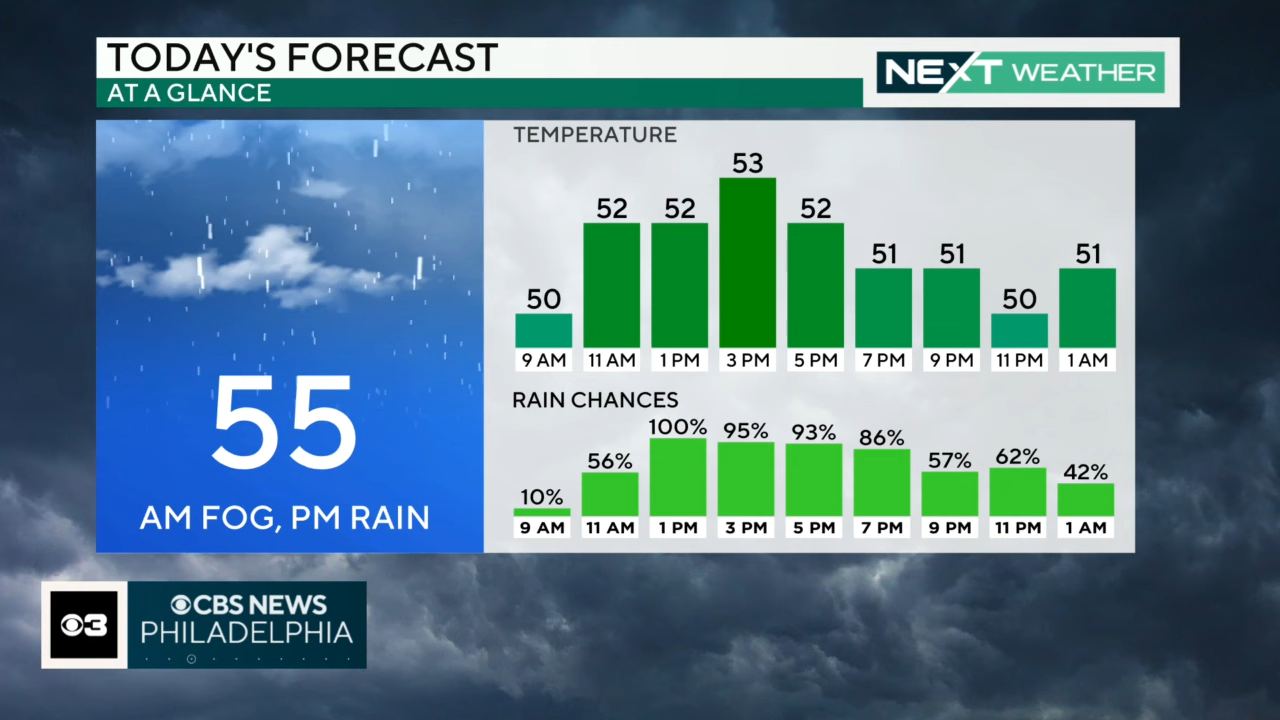 TODAY'S FORECAST
AT A GLANCE
NEXT WEATHER
55
AM FOG, PM RAIN
TEMPERATURE
50 52 52 53 52 51 51 50 51
9 AM 11 AM 1 PM 3 PM 5 PM 7 PM 9 PM 11 PM 1 AM
RAIN CHANCES
10% 56% 100% 95% 93% 86% 57% 62% 42%
9 AM 11 AM 1 PM 3 PM 5 PM 7 PM 9 PM 11 PM 1 AM
3
CBS NEWS
PHILADELPHIA